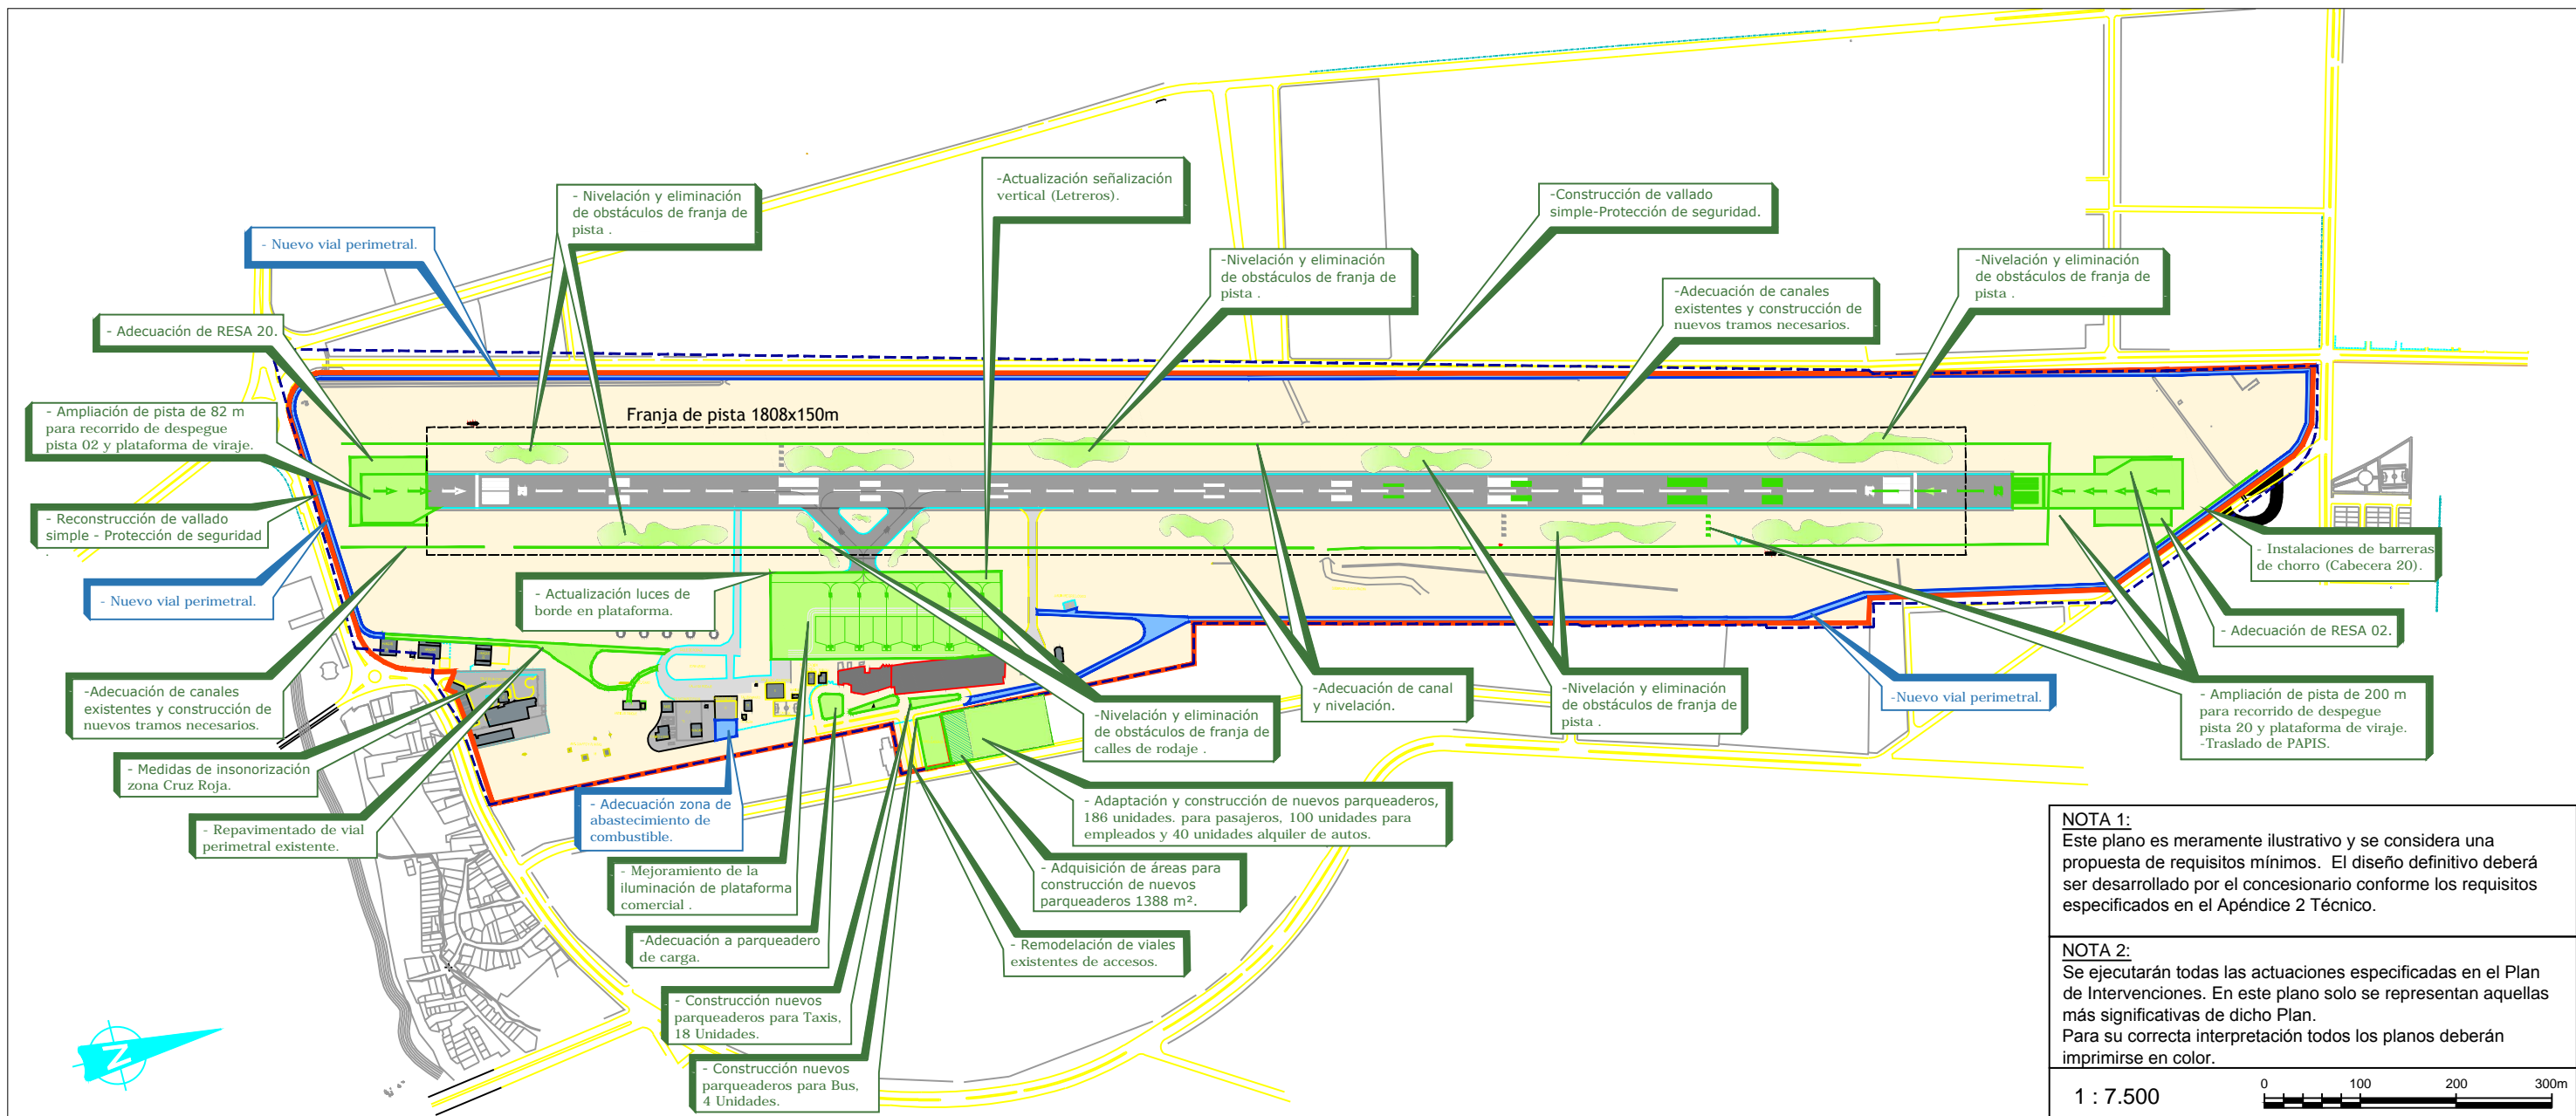 - Nivelación y eliminación
de obstáculos de franja de
pista .
-Actualización señalización
vertical (Letreros).
-Construcción de vallado
simple-Protección de seguridad.
- Nuevo vial perimetral.
-Nivelación y eliminación
de obstáculos de franja de
pista .
-Nivelación y eliminación
de obstáculos de franja de
pista .
-Adecuación de canales
existentes y construcción de
nuevos tramos necesarios.
- Adecuación de RESA 20.
- Ampliación de pista de 82 m
para recorrido de despegue
pista 02 y plataforma de viraje.
Franja de pista 1808x150m
- Reconstrucción de vallado
simple - Protección de seguridad
- Instalaciones de barreras
de chorro (Cabecera 20).
- Nuevo vial perimetral.
- Actualización luces de
borde en plataforma.
- Adecuación de RESA 02.
-Adecuación de canales
existentes y construcción de
nuevos tramos necesarios.
-Nivelación y eliminación
de obstáculos de franja de
calles de rodaje .
-Adecuación de canal
y nivelación.
-Nivelación y eliminación
de obstáculos de franja de
pista .
-Nuevo vial perimetral.
- Ampliación de pista de 200 m
para recorrido de despegue
pista 20 y plataforma de viraje.
-Traslado de PAPIS.
- Medidas de insonorización
zona Cruz Roja.
- Repavimentado de vial
perimetral existente.
- Adecuación zona de
abastecimiento de
combustible.
- Adaptación y construcción de nuevos parqueaderos,
186 unidades. para pasajeros, 100 unidades para
empleados y 40 unidades alquiler de autos.
- Mejoramiento de la
iluminación de plataforma
comercial .
- Adquisición de áreas para
construcción de nuevos
parqueaderos 1388 m².
-Adecuación a parqueadero
de carga.
- Remodelación de viales
existentes de accesos.
- Construcción nuevos
parqueaderos para Taxis,
18 Unidades.
- Construcción nuevos
parqueaderos para Bus,
4 Unidades.
N
NOTA 1:
Este plano es meramente ilustrativo y se considera una
propuesta de requisitos mínimos. El diseño definitivo deberá
ser desarrollado por el concesionario conforme los requisitos
especificados en el Apéndice 2 Técnico.
NOTA 2:
Se ejecutarán todas las actuaciones especificadas en el Plan
de Intervenciones. En este plano solo se representan aquellas
más significativas de dicho Plan.
Para su correcta interpretación todos los planos deberán
imprimirse en color.
1 : 7.500
0 100 200 300m